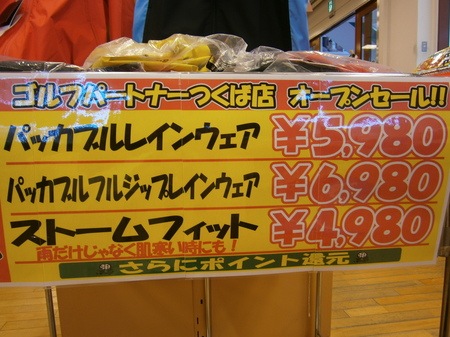 ゴルフパートナーつくば店 オープンセール!!
パッカブルレインウェア ¥5,980
パッカブルフルジップレインウェア ¥6,980
ストームフィット ¥4,980
雨だけじゃなく肌寒い時にも!
さらにポイント還元